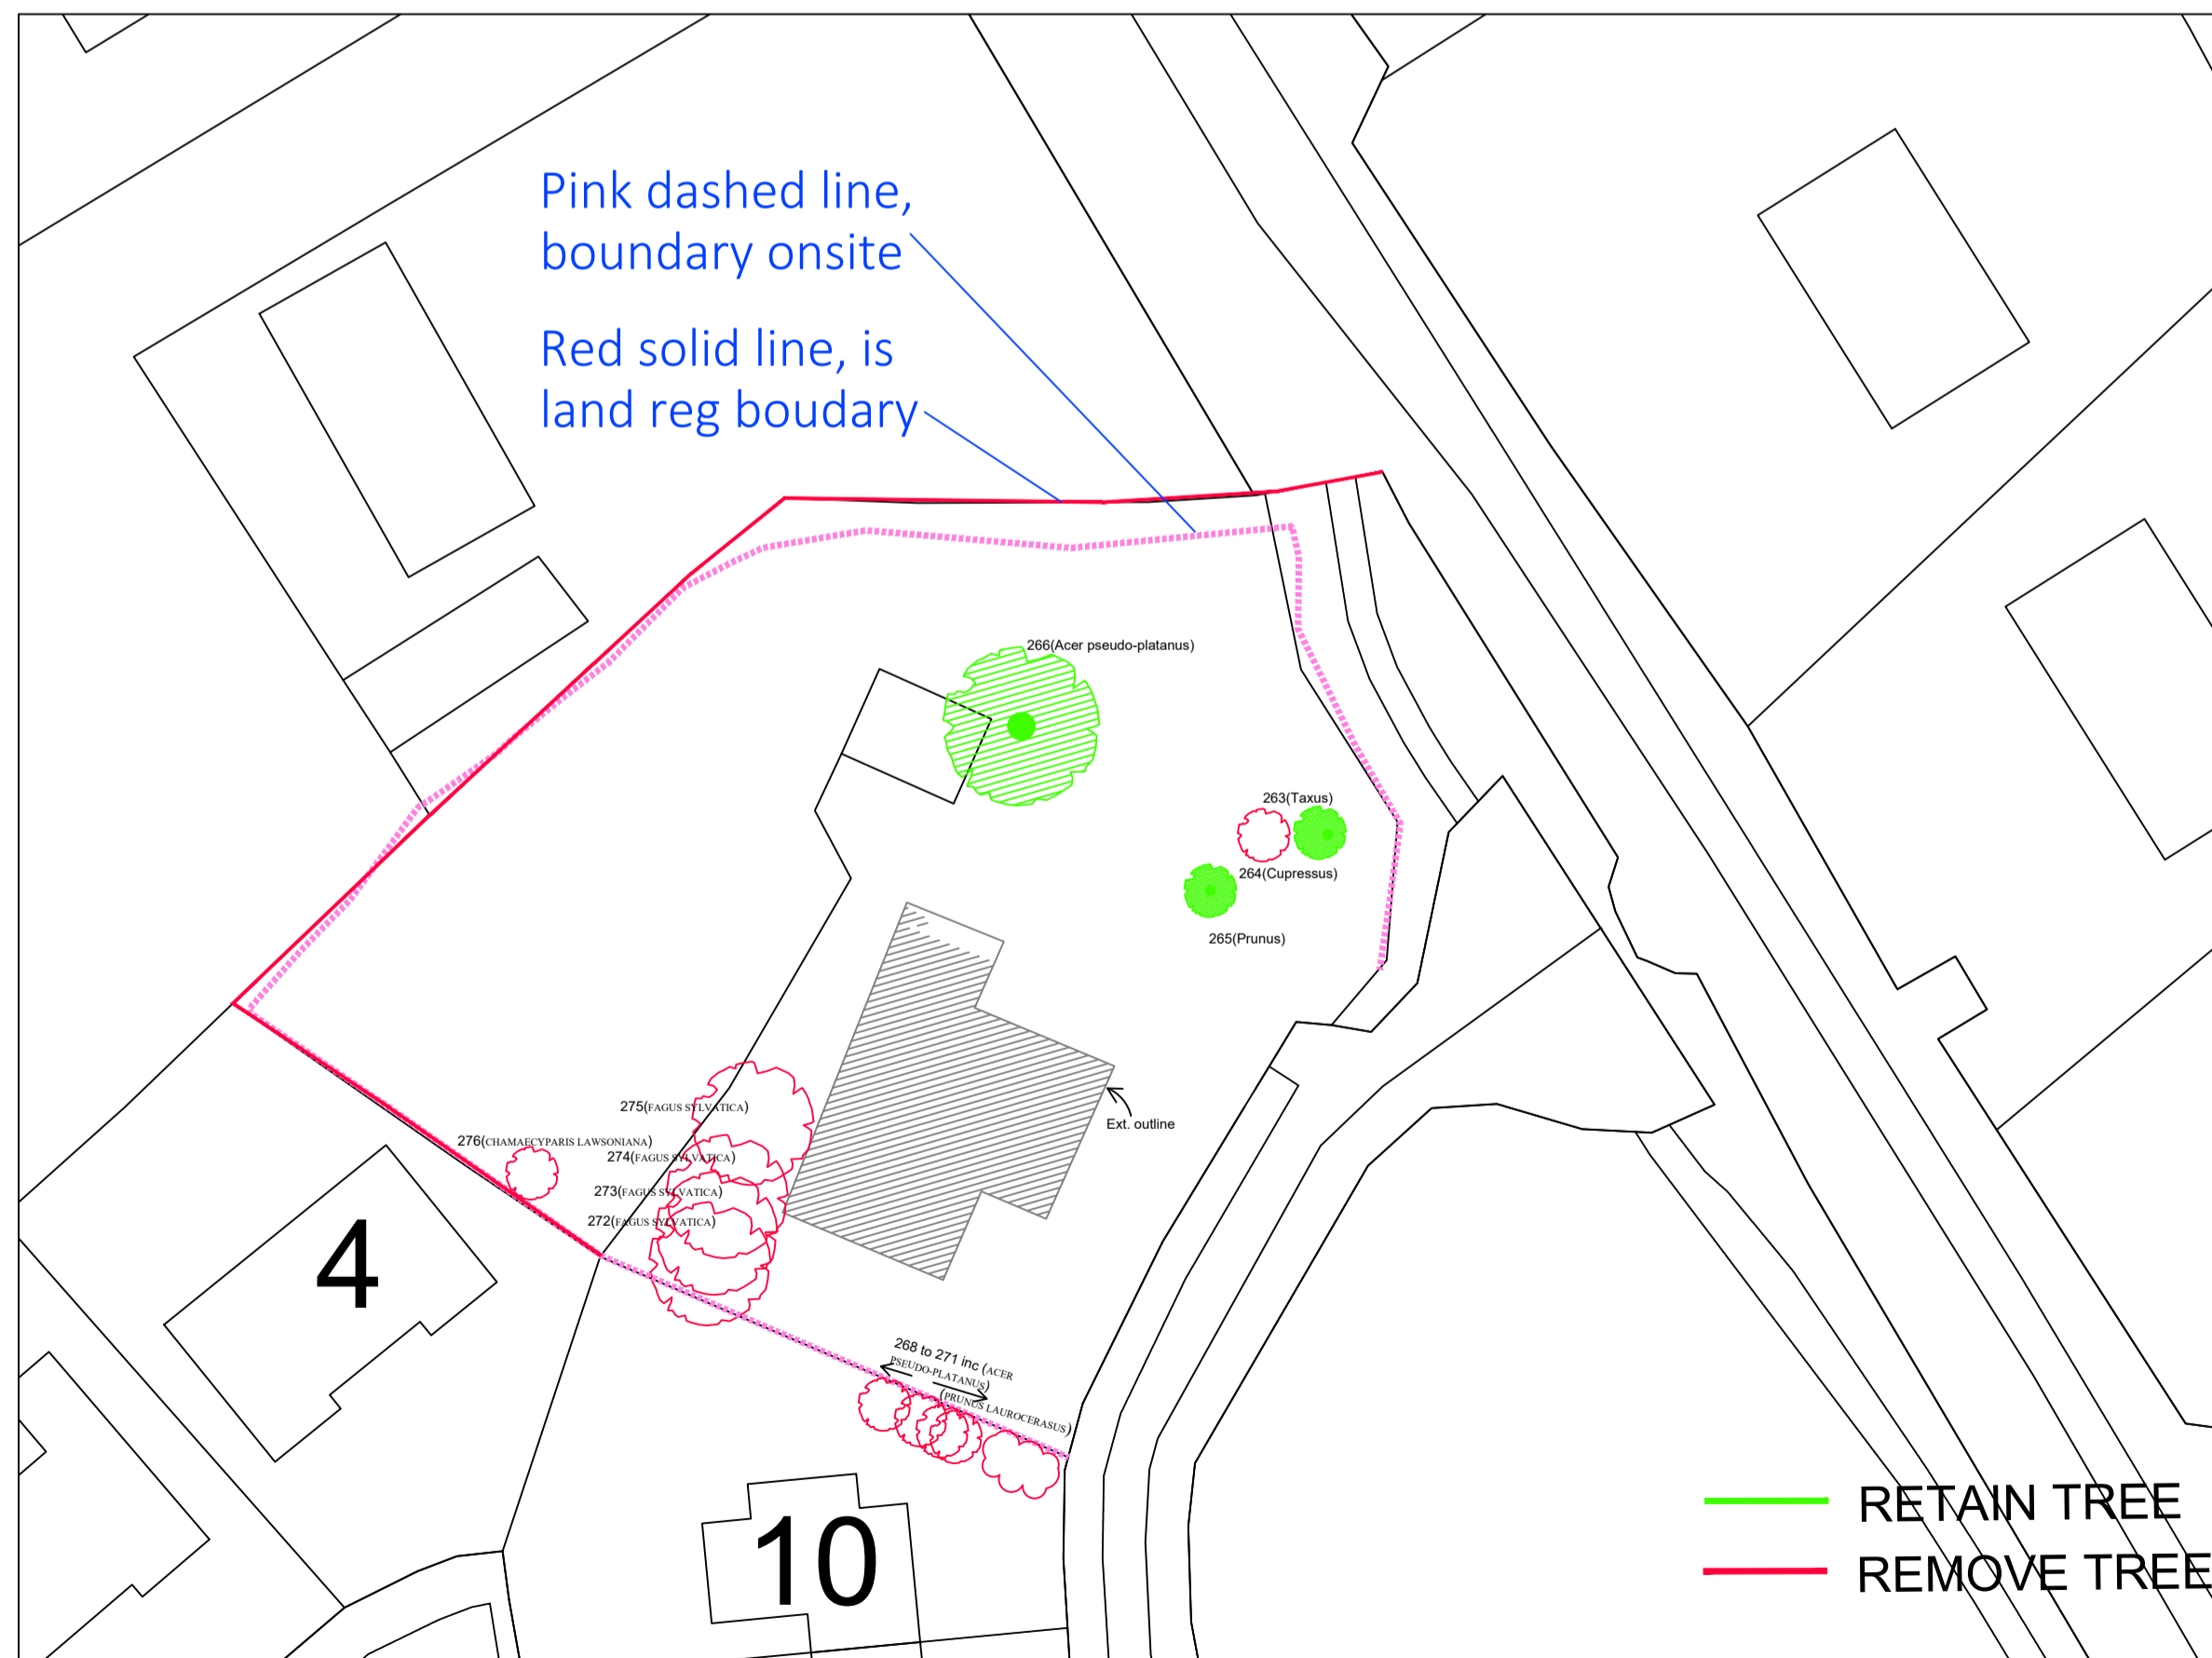 Pink dashed line,
boundary onsite
Red solid line, is
land reg boudary
266(Acer pseudo-platanus)
263(Taxus)
264(Cupressus)
265(Prunus)
275(FAGUS SYLVATICA)
Ext. outline
276(CHAMAECYPARIS LAWSONIANA)
274(FAGUS SYLVATICA)
273(FAGUS SYLVATICA)
272(FAGUS SYLVATICA)
4
268 to 271 inc (ACER
PSEUDO-PLATANUS)
(PRUNUS LAUROCERASUS)
10
RETAIN TREE
REMOVE TREE